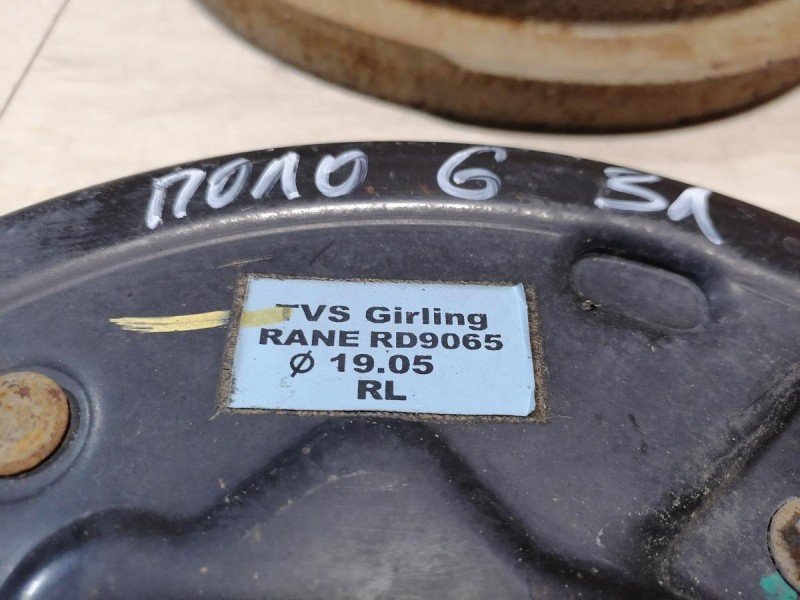 ПОЛО 6 ЗЛ
TVS Girling
RANE RD9065
Ø 19.05
RL